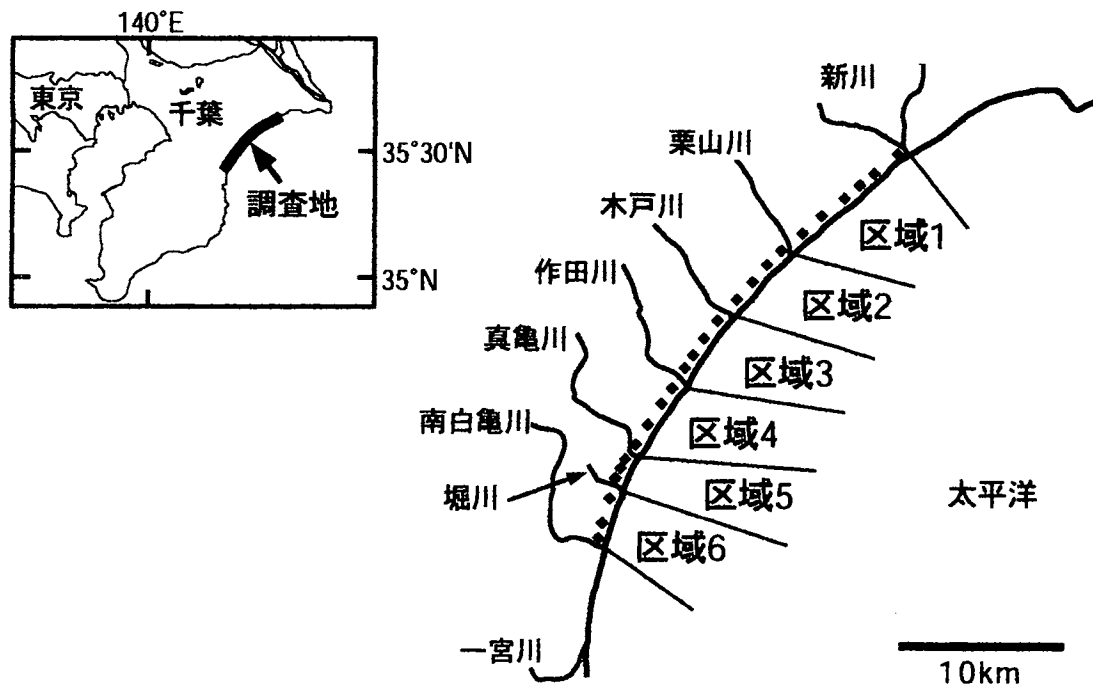 140°E
東京
千葉
35°30'N
調査地
35°N
新川
栗山川
木戸川
作田川
真亀川
南白亀川
堀川
一宮川
区域1
区域2
区域3
区域4
区域5
区域6
太平洋
10km